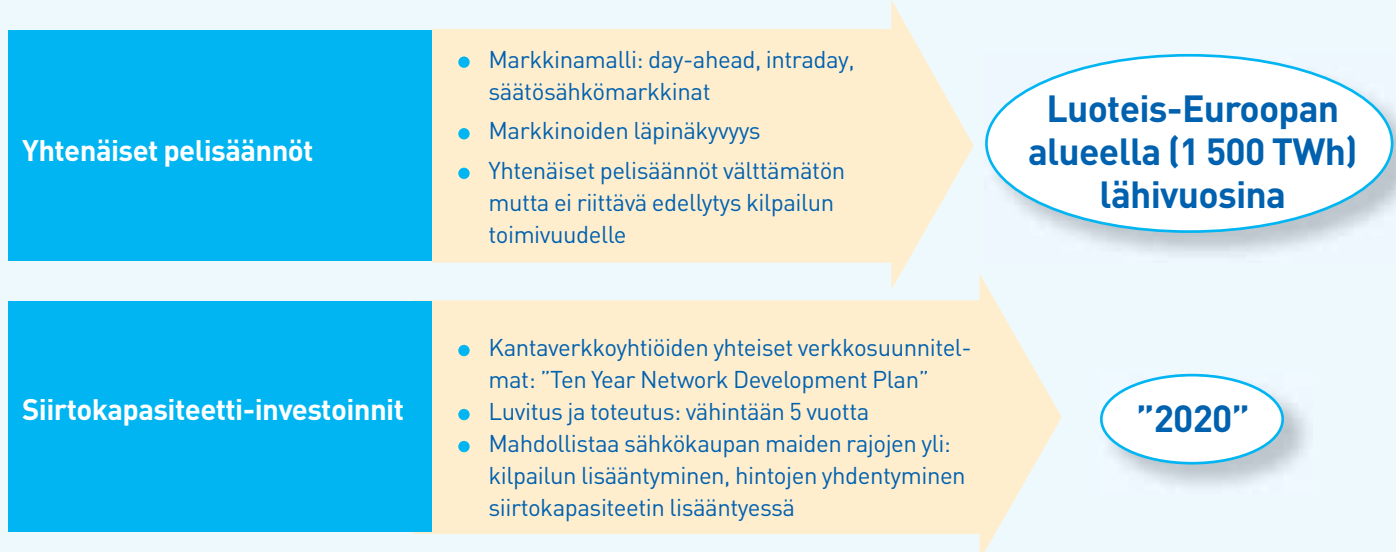 Yhtenäiset pelisäännöt
● Markkinamalli: day-ahead, intraday,
säätösähkömarkkinat
● Markkinoiden läpinäkyvyys
● Yhtenäiset pelisäännöt välttämätön
mutta ei riittävä edellytys kilpailun
toimivuudelle
Luoteis-Euroopan
alueella (1 500 TWh)
lähivuosina
Siirtokapasiteetti-investoinnit
● Kantaverkkoyhtiöiden yhteiset verkkosuunnitel-
mat: ”Ten Year Network Development Plan”
● Luvitus ja toteutus: vähintään 5 vuotta
● Mahdollistaa sähkökaupan maiden rajojen yli:
kilpailun lisääntyminen, hintojen yhdentyminen
siirtokapasiteetin lisääntyessä
”2020”